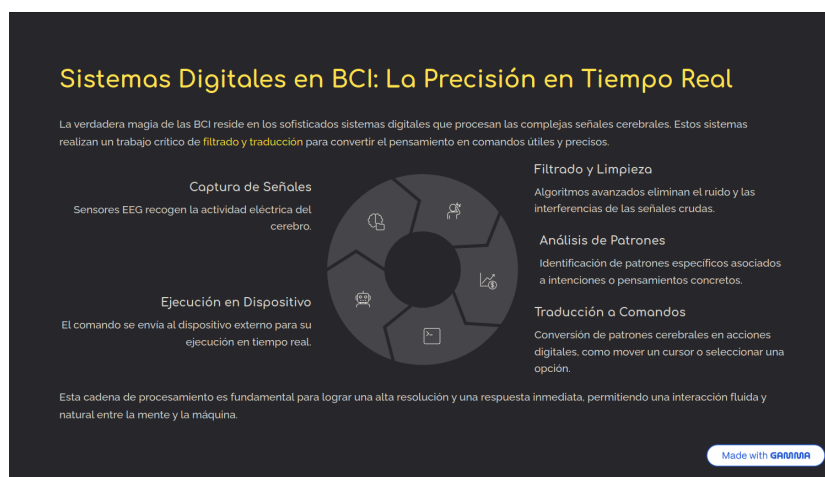 Sistemas Digitales en BCI: La Precisión en Tiempo Real
La verdadera magia de las BCI reside en los sofisticados sistemas digitales que procesan las complejas señales cerebrales. Estos sistemas
realizan un trabajo crítico de filtrado y traducción para convertir el pensamiento en comandos útiles y precisos.
Captura de Señales
Sensores EEG recogen la actividad eléctrica del
cerebro.
Filtrado y Limpieza
Algoritmos avanzados eliminan el ruido y las
interferencias de las señales crudas.
Análisis de Patrones
Identificación de patrones específicos asociados
a intenciones o pensamientos concretos.
Traducción a Comandos
Conversión de patrones cerebrales en acciones
digitales, como mover un cursor o seleccionar una
opción.
Ejecución en Dispositivo
El comando se envía al dispositivo externo para su
ejecución en tiempo real.
Esta cadena de procesamiento es fundamental para lograr una alta resolución y una respuesta inmediata, permitiendo una interacción fluida y
natural entre la mente y la máquina.
Made with GAMMA